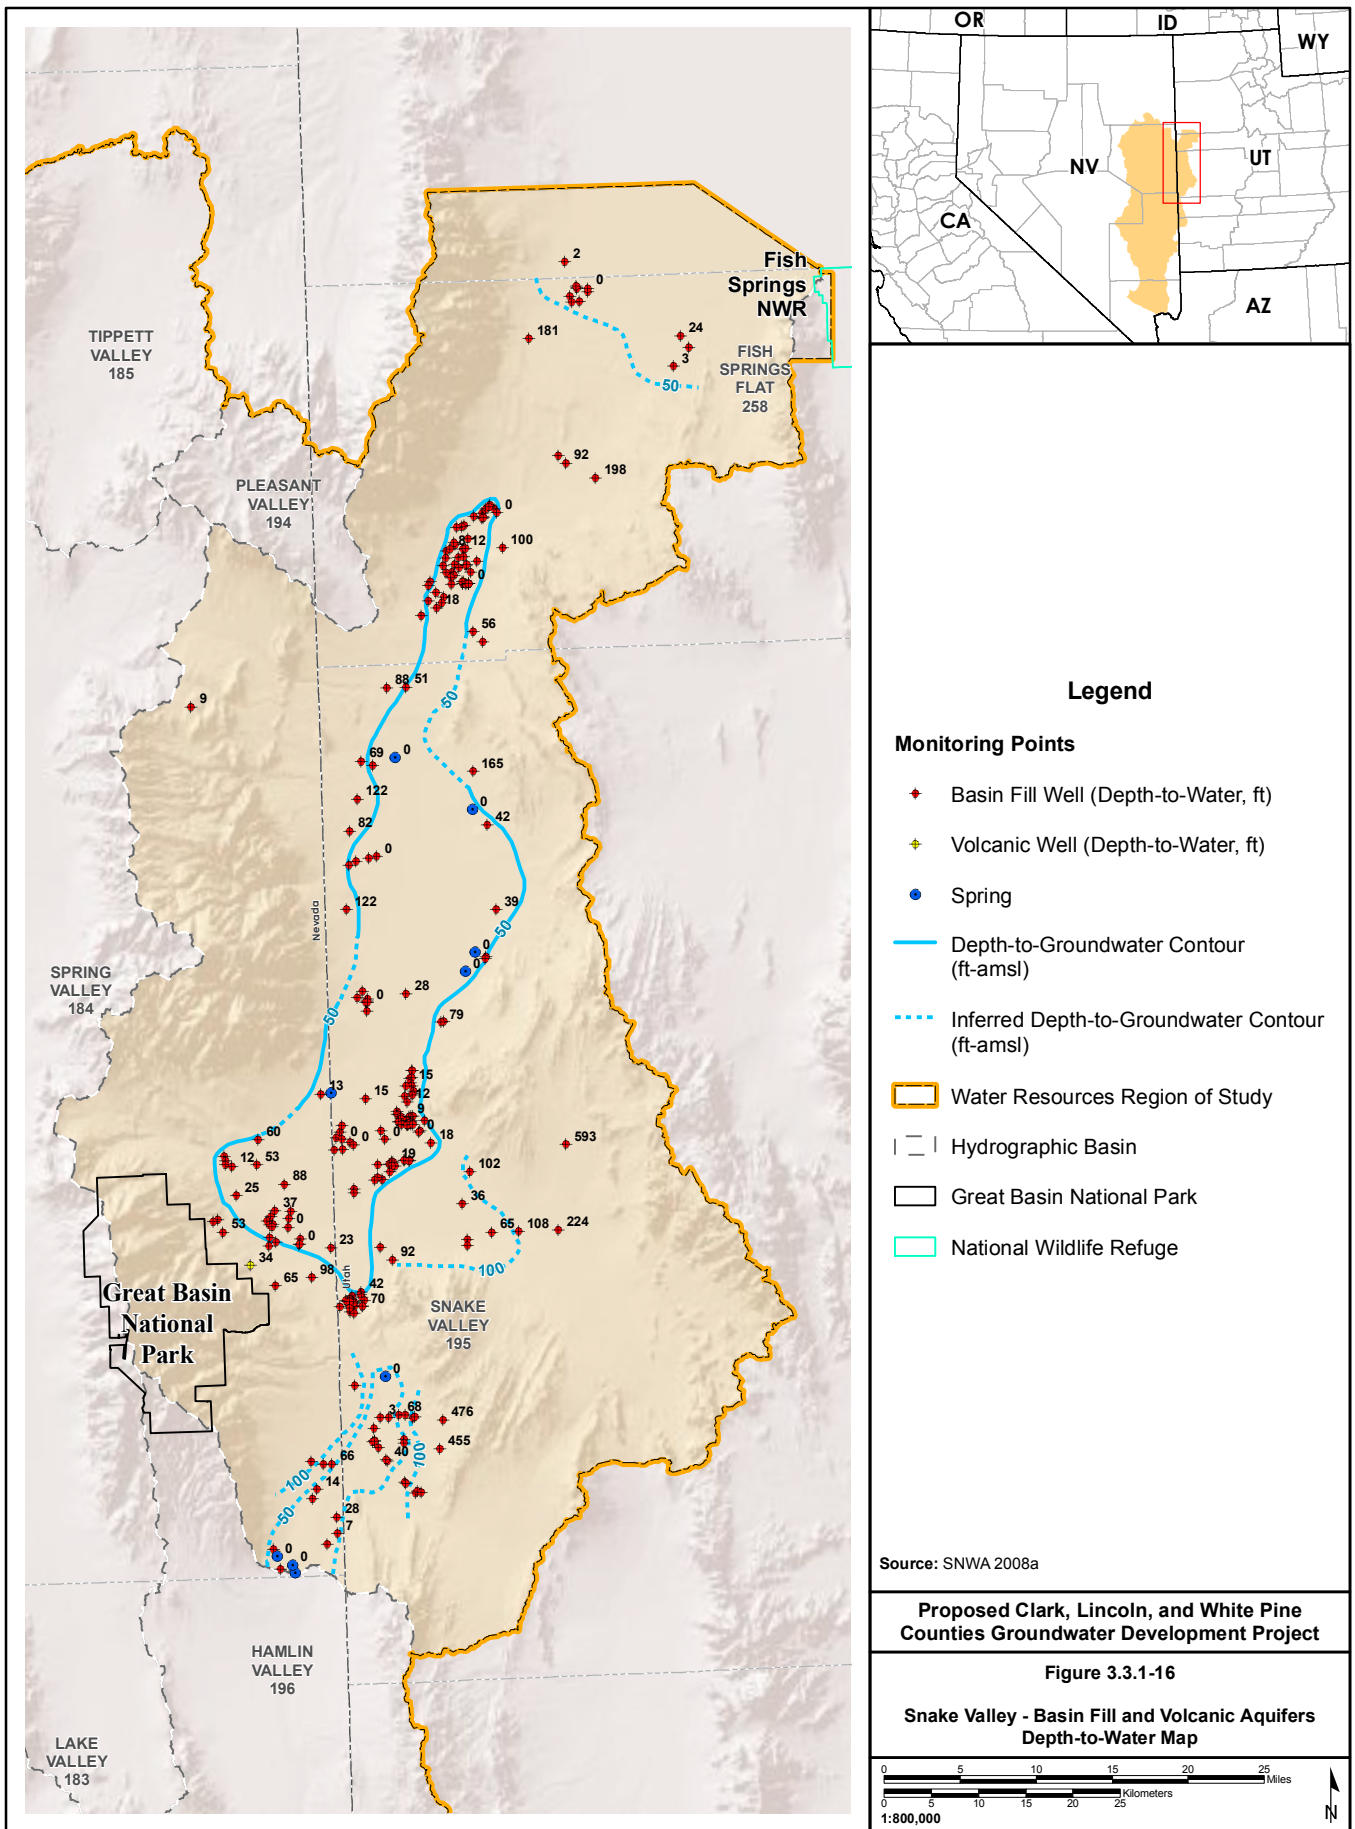 OR
ID
WY
NV
UT
CA
AZ
2
0
Fish
Springs
NWR
181
24
3
TIPPETT
VALLEY
185
FISH
SPRINGS
FLAT
258
50
92
198
PLEASANT
VALLEY
194
0
8
12
100
0
18
56
88
51
50
9
69
0
165
122
0
42
82
0
122
39
Nevada
50
0
0
SPRING
VALLEY
184
0
28
50
79
15
13
15
12
9
0
0
0
0
18
60
593
12
53
19
102
88
25
36
37
0
53
65
108
224
0
23
92
34
100
98
65
Utah
42
70
Great Basin
National
Park
SNAKE
VALLEY
195
0
3
68
476
455
40
100
66
100
14
50
28
7
0
0
HAMLIN
VALLEY
196
LAKE
VALLEY
183
Legend
Monitoring Points
Basin Fill Well (Depth-to-Water, ft)
Volcanic Well (Depth-to-Water, ft)
Spring
Depth-to-Groundwater Contour
(ft-amsl)
Inferred Depth-to-Groundwater Contour
(ft-amsl)
Water Resources Region of Study
Hydrographic Basin
Great Basin National Park
National Wildlife Refuge
Source: SNWA 2008a
Proposed Clark, Lincoln, and White Pine
Counties Groundwater Development Project
Figure 3.3.1-16
Snake Valley - Basin Fill and Volcanic Aquifers
Depth-to-Water Map
0 5 10 15 20 25
Miles
Kilometers
0 5 10 15 20 25
1:800,000
N